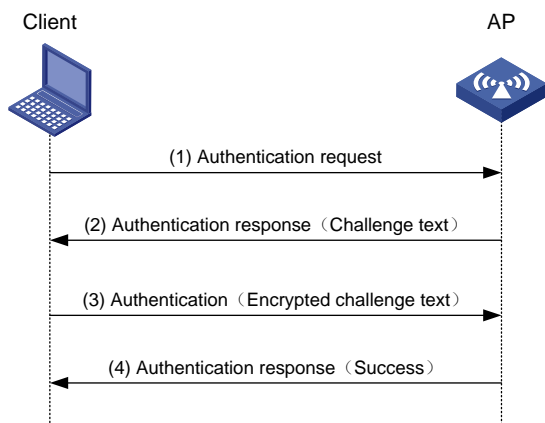 Client
AP
(1) Authentication request
(2) Authentication response（Challenge text）
(3) Authentication（Encrypted challenge text）
(4) Authentication response（Success）